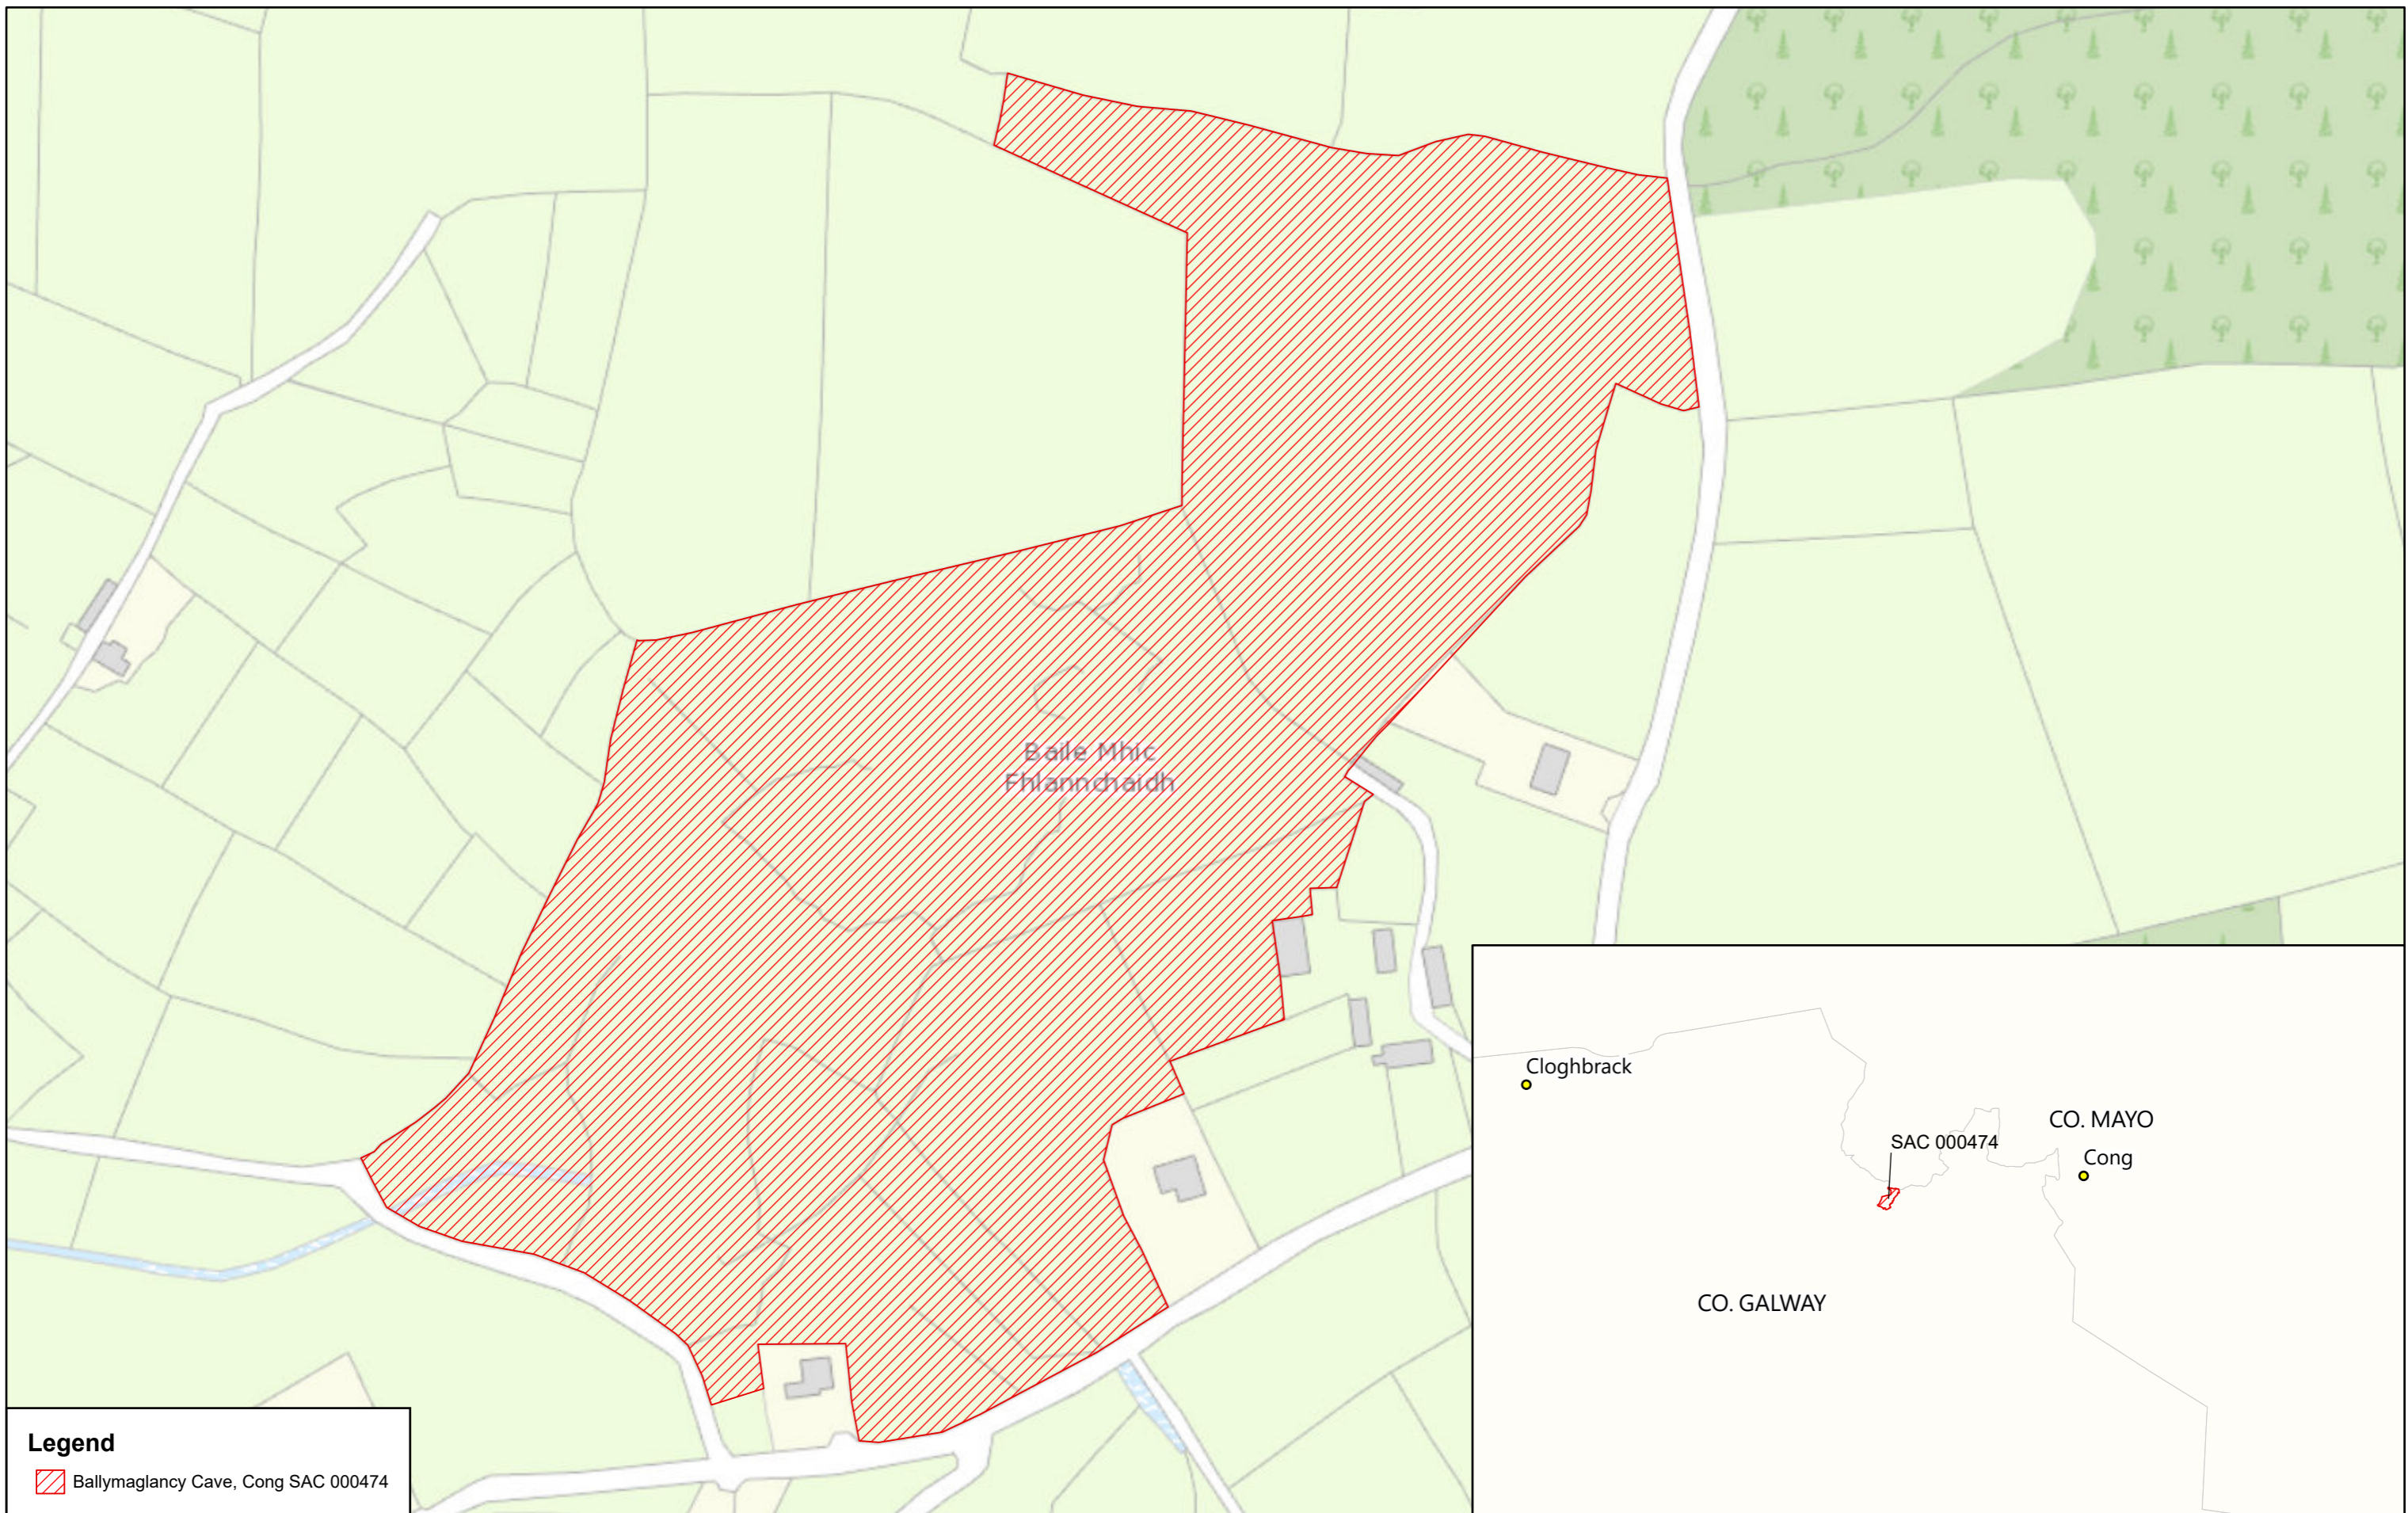 Baile Mhic
Fhlannchaidh
Cloghbrack
CO. MAYO
SAC 000474
Cong
CO. GALWAY
Legend
Ballymaglancy Cave, Cong SAC 000474